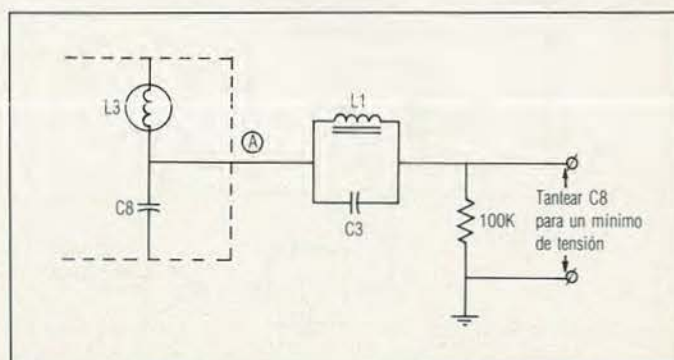 L3
C8
A
L1
C3
100K
Tantear C8
para un mínimo
de tensión